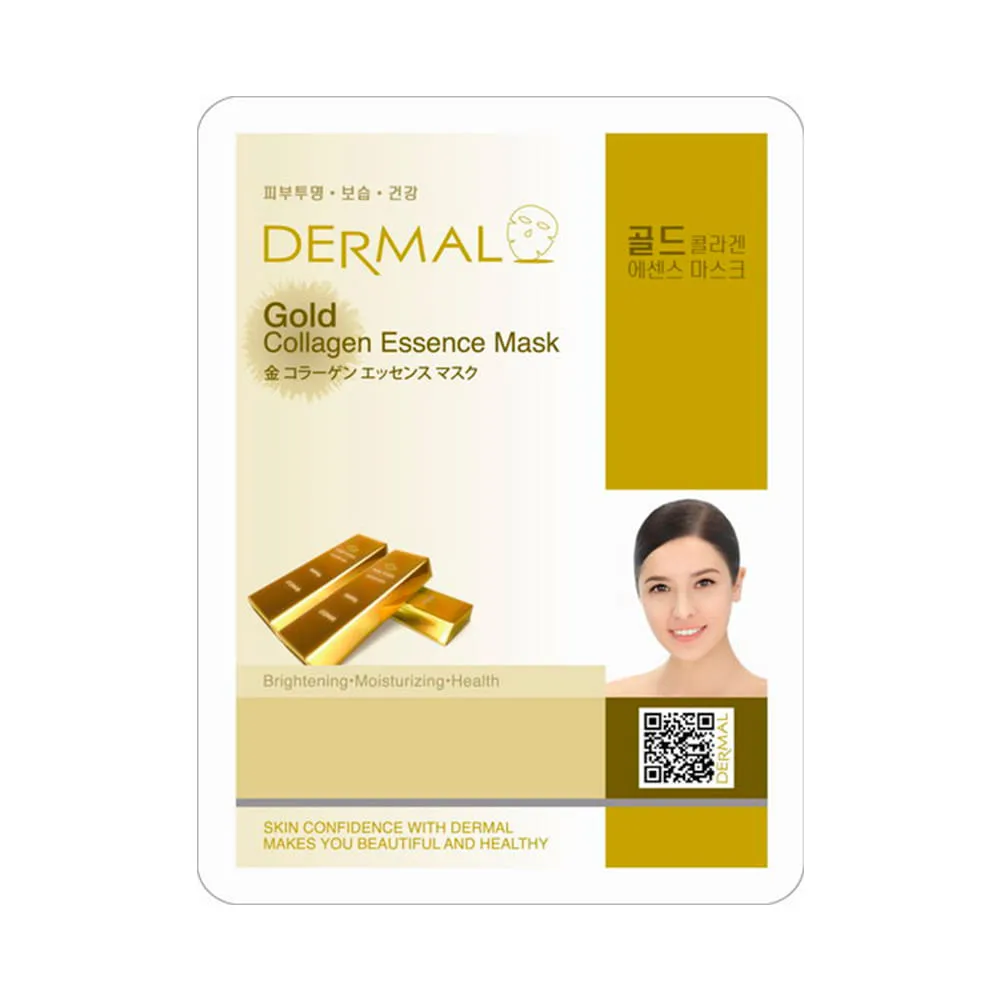 피부투명 • 보습 • 건강
DERMAL
Gold
Collagen Essence Mask
金 コラーゲン エッセンス マスク
골드 콜라겐
에센스 마스크
Brightening•Moisturizing•Health
DERMAL
SKIN CONFIDENCE WITH DERMAL
MAKES YOU BEAUTIFUL AND HEALTHY